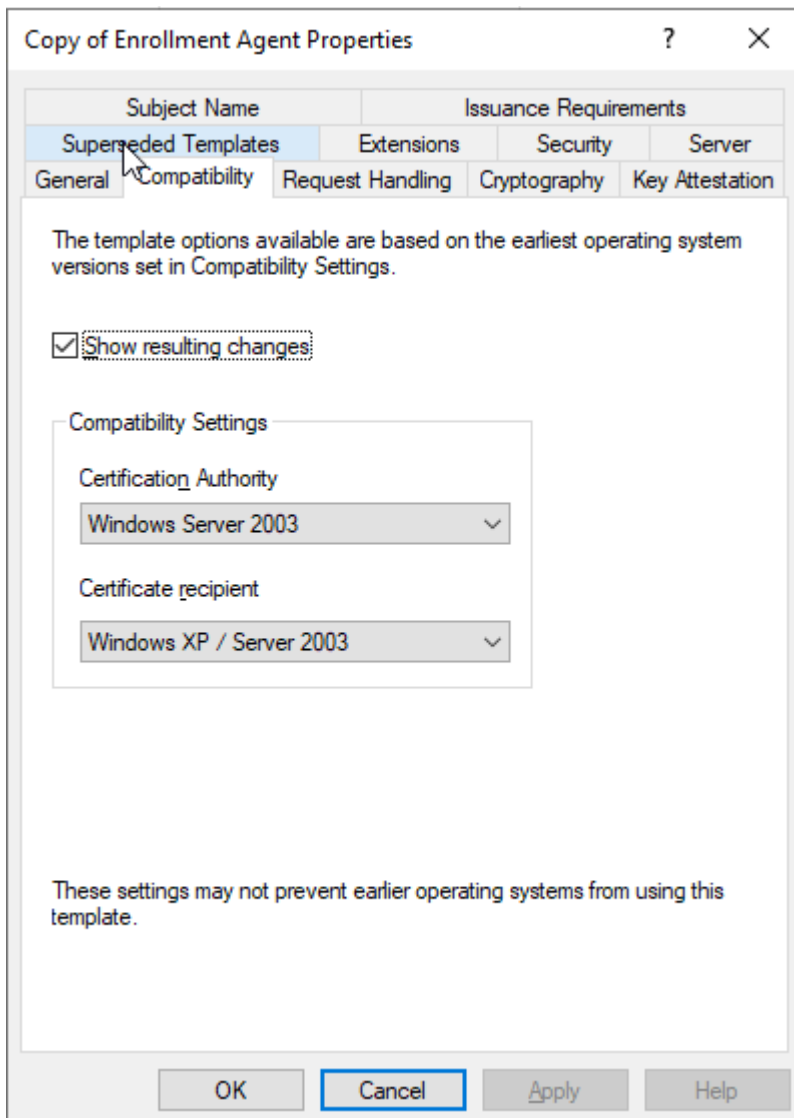 Copy of Enrollment Agent Properties
?
Subject Name
Issuance Requirements
Superseded Templates
Extensions
Security
Server
General
Compatibility
Request Handling
Cryptography
Key Attestation
The template options available are based on the earliest operating system
versions set in Compatibility Settings.
Show resulting changes
Compatibility Settings
Certification Authority
Windows Server 2003
Certificate recipient
Windows XP / Server 2003
These settings may not prevent earlier operating systems from using this
template.
OK
Cancel
Apply
Help